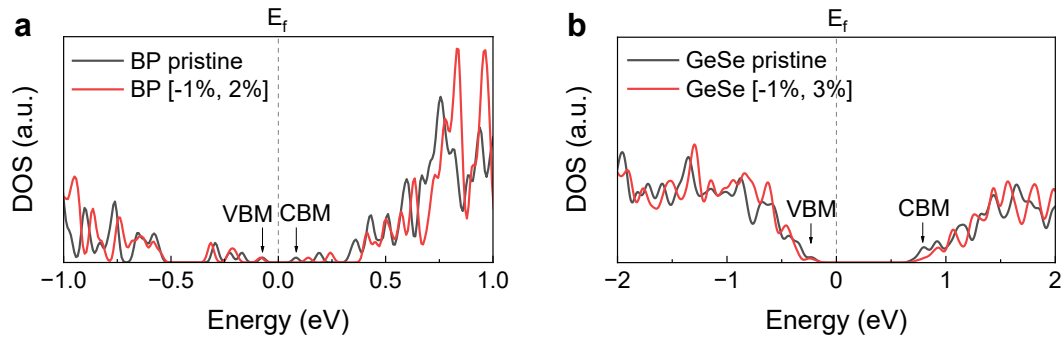 a
E_f
BP pristine
BP [-1%, 2%]
VBM CBM
DOS (a.u.)
−1.0 −0.5 0.0 0.5 1.0
Energy (eV)
b
E_f
GeSe pristine
GeSe [-1%, 3%]
VBM CBM
DOS (a.u.)
−2 −1 0 1 2
Energy (eV)